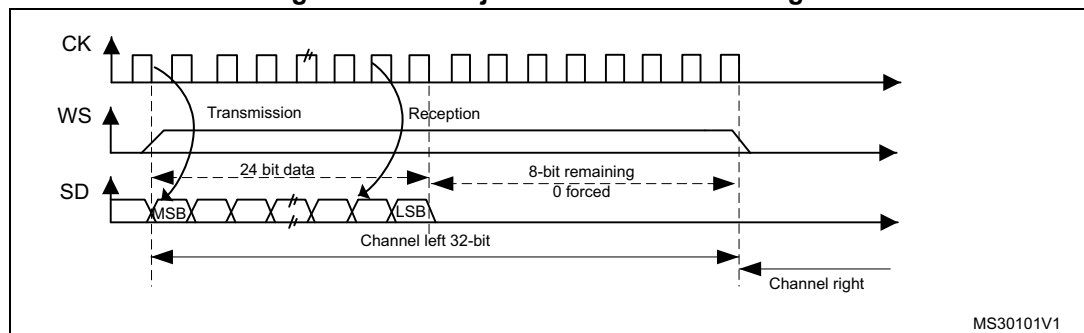 CK
Transmission
Reception
WS
24 bit data
8-bit remaining
0 forced
SD
MSB
LSB
Channel left 32-bit
Channel right
MS30101V1